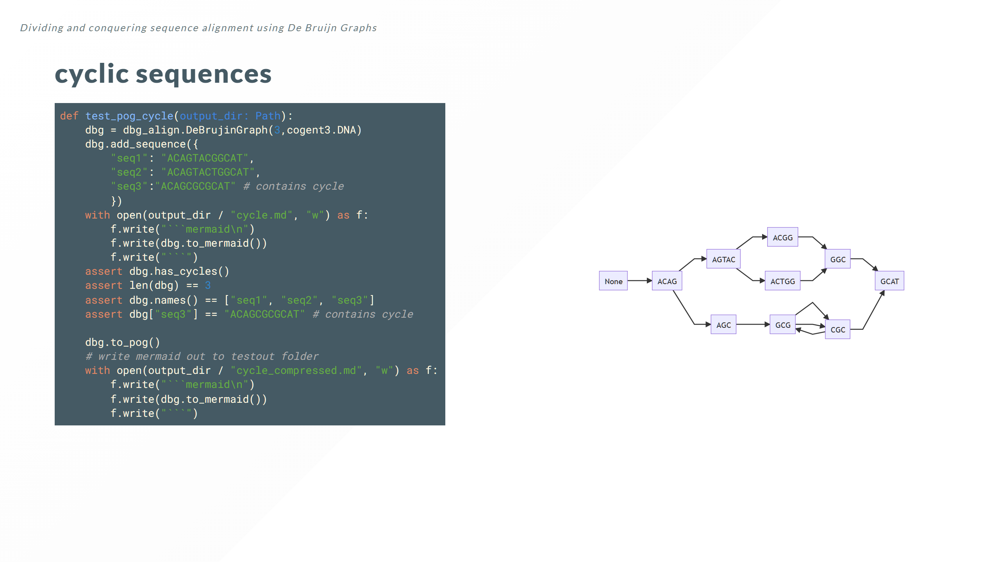 Dividing and conquering sequence alignment using De Bruijn Graphs
cyclic sequences
def test_pog_cycle(output_dir: Path):
    dbg = dbg_align.DeBrujinGraph(3,cogent3.DNA)
    dbg.add_sequence({
        "seq1": "ACAGTACGGCAT",
        "seq2": "ACAGTACTGGCAT",
        "seq3":"ACAGCGCGCAT" # contains cycle
        })
    with open(output_dir / "cycle.md", "w") as f:
        f.write("```mermaid\n")
        f.write(dbg.to_mermaid())
        f.write("```")
    assert dbg.has_cycles()
    assert len(dbg) == 3
    assert dbg.names() == ["seq1", "seq2", "seq3"]
    assert dbg["seq3"] == "ACAGCGCGCAT" # contains cycle

    dbg.to_pog()
    # write mermaid out to testout folder
    with open(output_dir / "cycle_compressed.md", "w") as f:
        f.write("```mermaid\n")
        f.write(dbg.to_mermaid())
        f.write("```")
None
ACAG
AGTAC
ACGG
ACTGG
GGC
GCAT
AGC
GCG
CGC